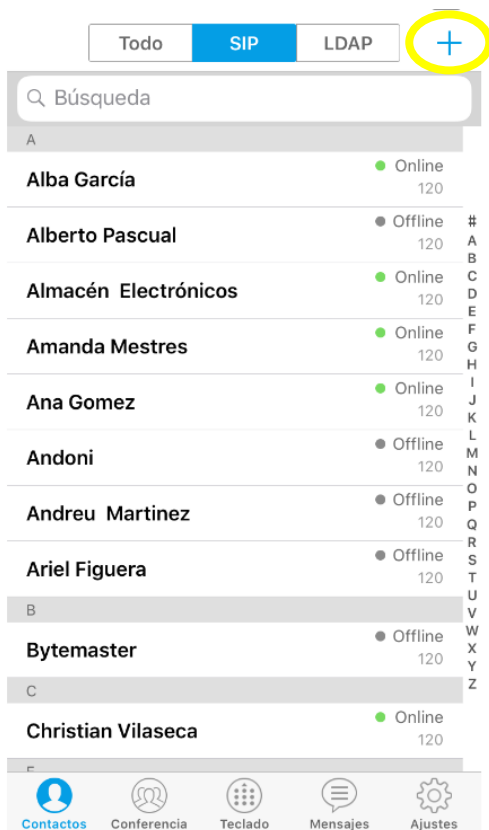 Todo SIP LDAP +
Búsqueda
A
Alba García Online
120
Alberto Pascual Offline
120
Almacén Electrónicos Online
120
Amanda Mestres Online
120
Ana Gomez Online
120
Andoni Offline
120
Andreu Martinez Offline
120
Ariel Figuera Offline
120
B
Bytemaster Offline
120
C
Christian Vilaseca Online
120
#
A
B
C
D
E
F
G
H
I
J
K
L
M
N
O
P
Q
R
S
T
U
V
W
X
Y
Z
Contactos Conferencia Teclado Mensajes Ajustes